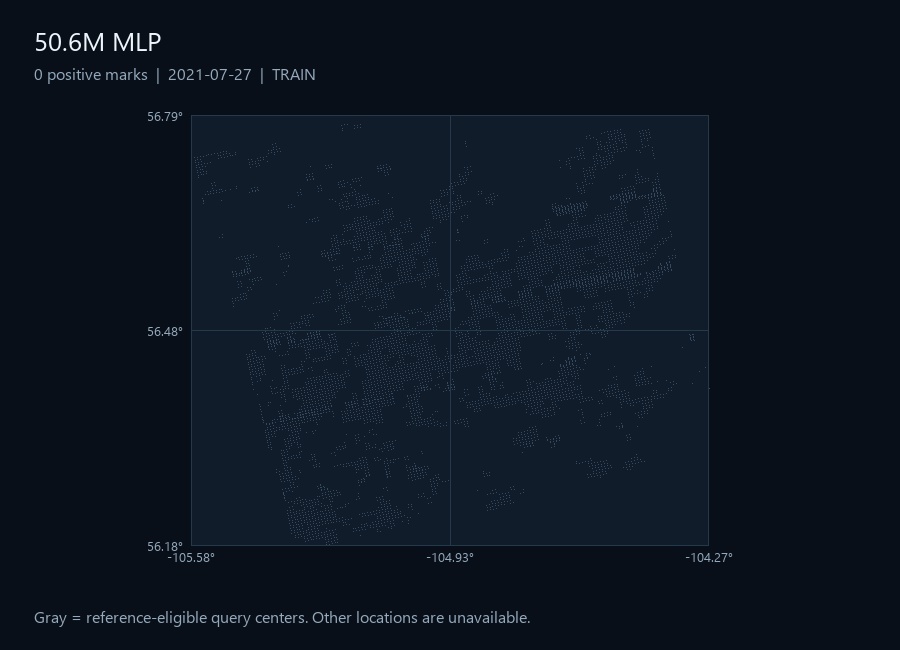 50.6M MLP
0 positive marks | 2021-07-27 | TRAIN
56.79°
56.48°
56.18°
-105.58°
-104.93°
-104.27°
Gray = reference-eligible query centers. Other locations are unavailable.